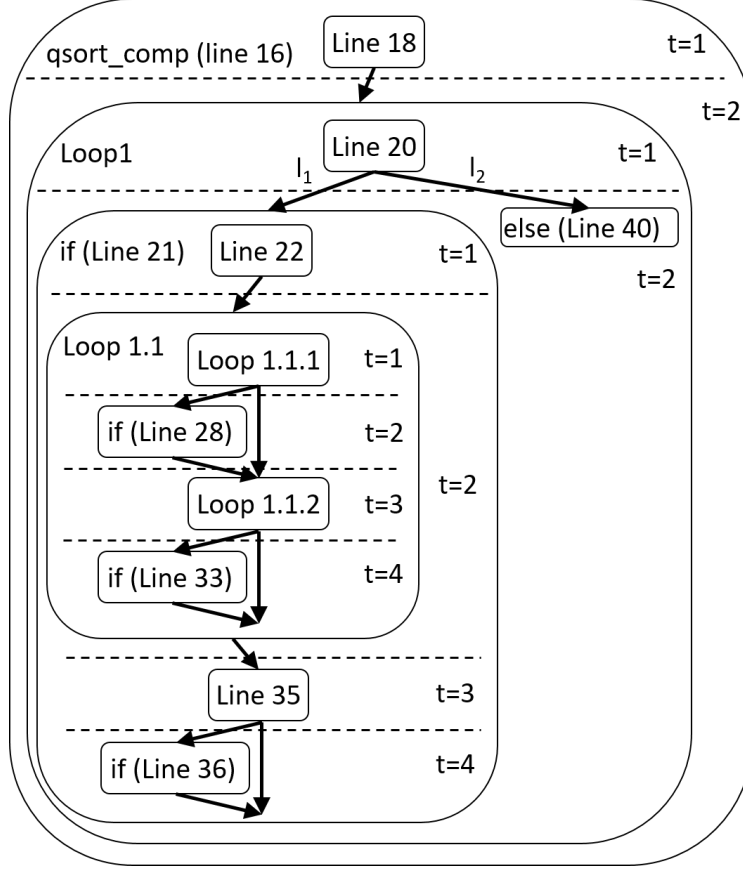 qsort_comp (line 16)
Line 18
t=1
t=2
Loop1
Line 20
t=1
l1
l2
if (Line 21)
Line 22
t=1
else (Line 40)
t=2
Loop 1.1
Loop 1.1.1
t=1
if (Line 28)
t=2
t=2
Loop 1.1.2
t=3
if (Line 33)
t=4
Line 35
t=3
if (Line 36)
t=4